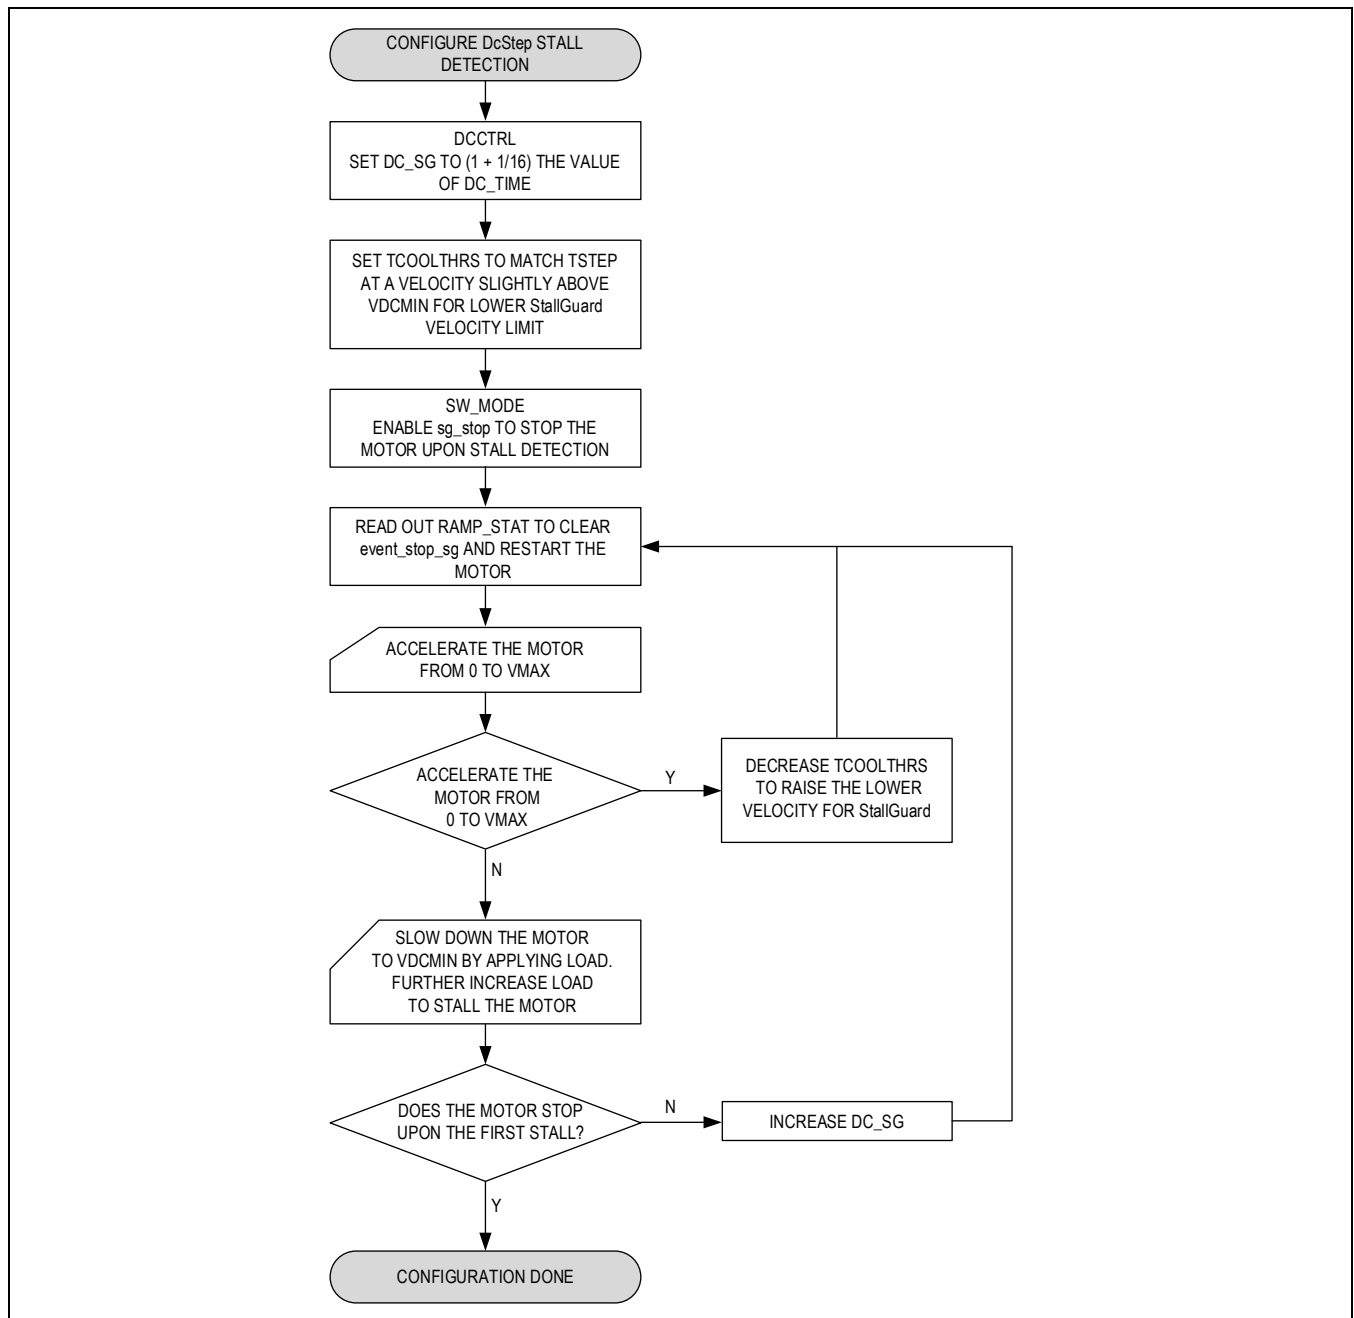 CONFIGURE DcStep STALL
DETECTION
DCCTRL
SET DC_SG TO (1 + 1/16) THE VALUE
OF DC_TIME
SET TCOOLTHRS TO MATCH TSTEP
AT A VELOCITY SLIGHTLY ABOVE
VDCMIN FOR LOWER StallGuard
VELOCITY LIMIT
SW_MODE
ENABLE sg_stop TO STOP THE
MOTOR UPON STALL DETECTION
READ OUT RAMP_STAT TO CLEAR
event_stop_sg AND RESTART THE
MOTOR
ACCELERATE THE MOTOR
FROM 0 TO VMAX
ACCELERATE THE
MOTOR FROM
0 TO VMAX
Y
DECREASE TCOOLTHRS
TO RAISE THE LOWER
VELOCITY FOR StallGuard
N
SLOW DOWN THE MOTOR
TO VDCMIN BY APPLYING LOAD.
FURTHER INCREASE LOAD
TO STALL THE MOTOR
DOES THE MOTOR STOP
UPON THE FIRST STALL?
N
INCREASE DC_SG
Y
CONFIGURATION DONE